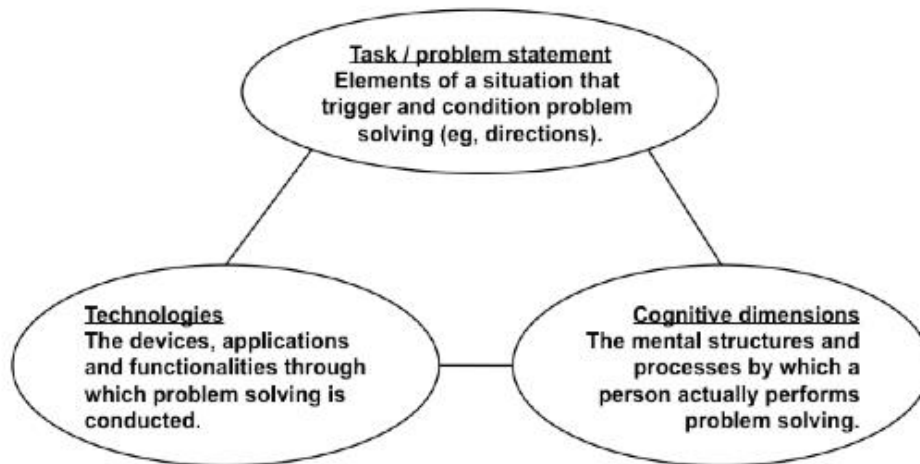 Task / problem statement
Elements of a situation that
trigger and condition problem
solving (eg, directions).
Technologies
The devices, applications
and functionalities through
which problem solving is
conducted.
Cognitive dimensions
The mental structures and
processes by which a
person actually performs
problem solving.